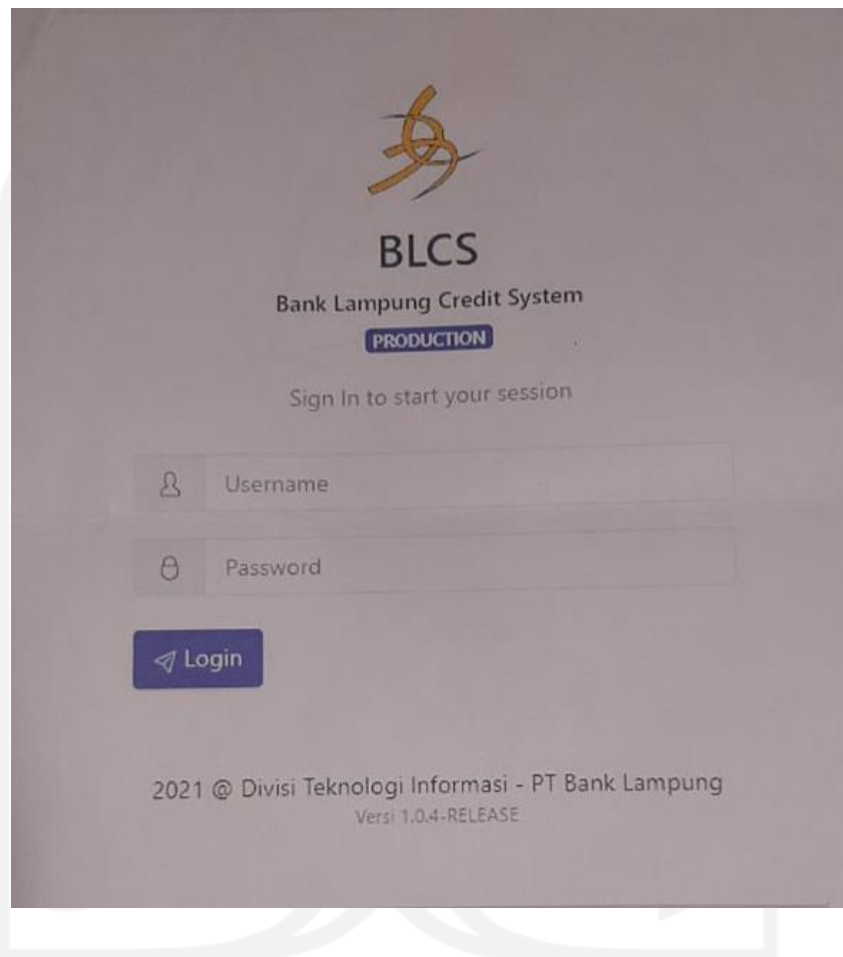 BLCS
Bank Lampung Credit System
PRODUCTION
Sign In to start your session
Username
Password
Login
2021 @ Divisi Teknologi Informasi - PT Bank Lampung
Versi 1.0.4-RELEASE